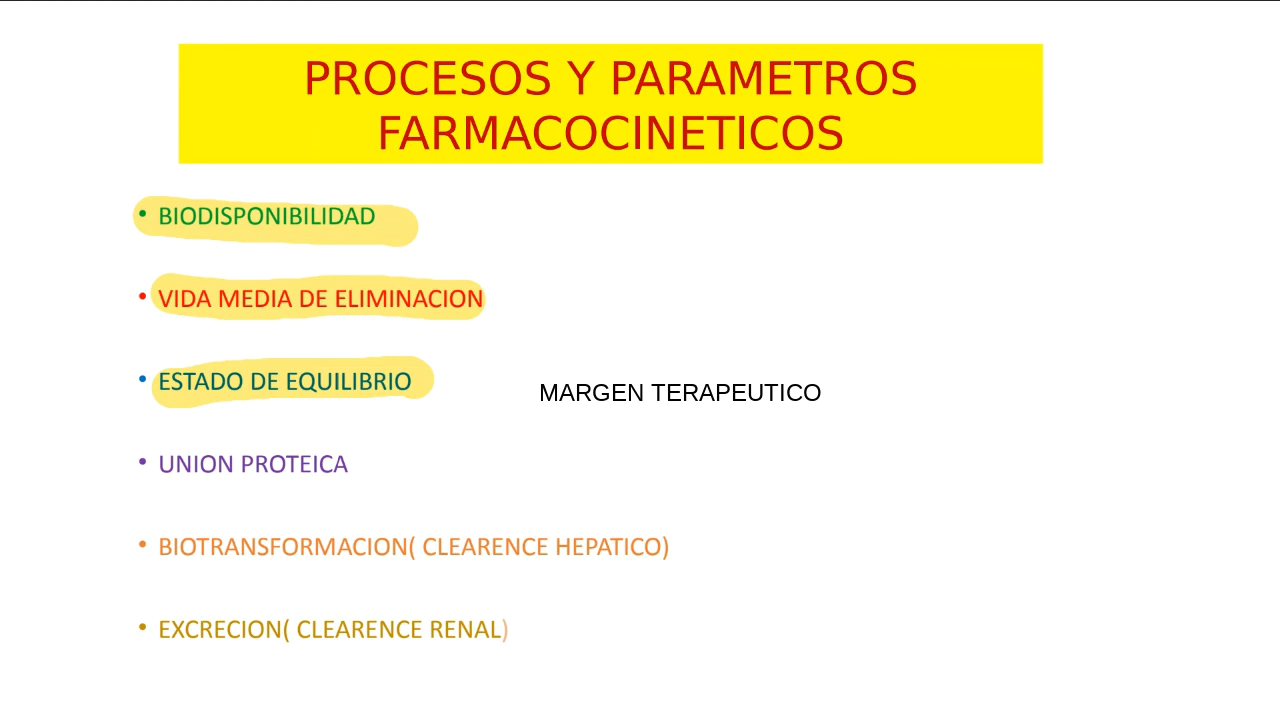 PROCESOS Y PARAMETROS
FARMACOCINETICOS
• BIODISPONIBILIDAD
• VIDA MEDIA DE ELIMINACION
• ESTADO DE EQUILIBRIO
MARGEN TERAPEUTICO
• UNION PROTEICA
• BIOTRANSFORMACION( CLEARENCE HEPATICO)
• EXCRECION( CLEARENCE RENAL)